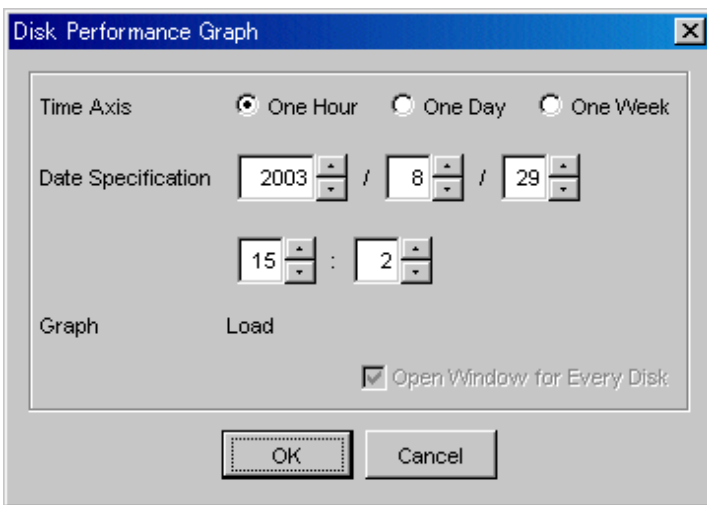 Disk Performance Graph
Time Axis One Hour One Day One Week
Date Specification 2003 / 8 / 29
15 : 2
Graph Load
Open Window for Every Disk
OK Cancel